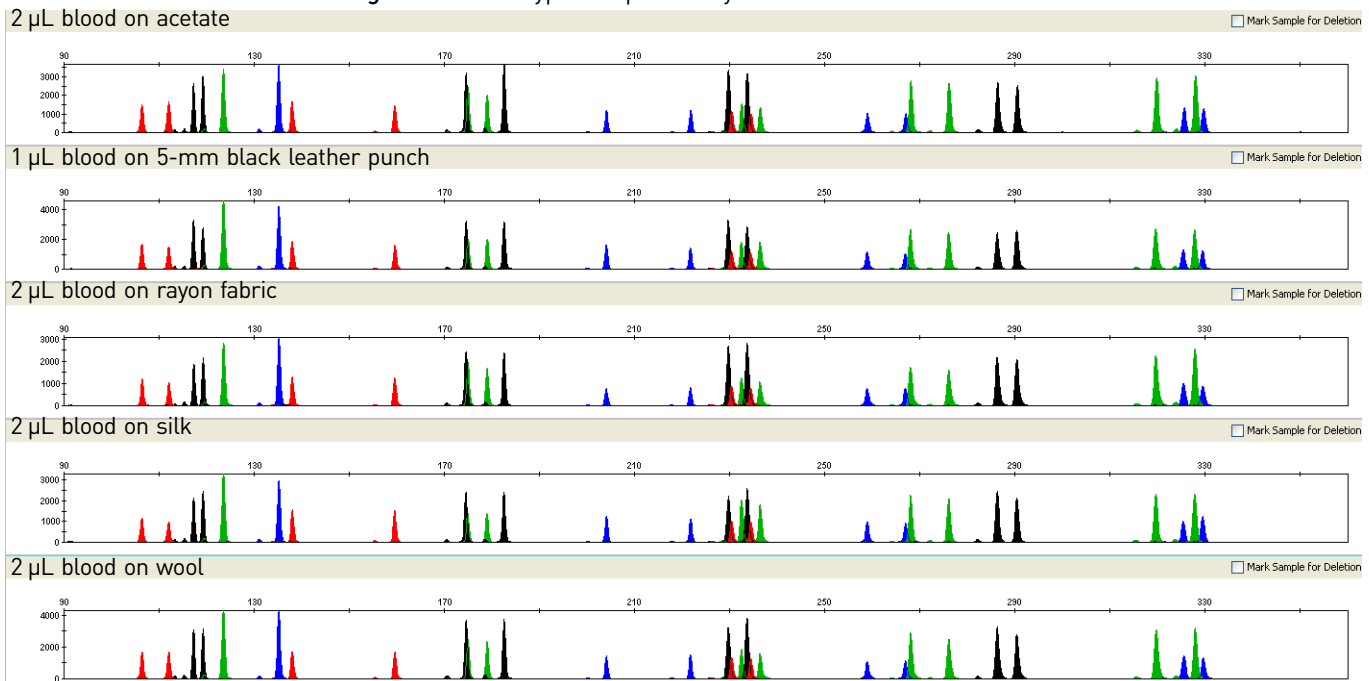 2 µL blood on acetate
Mark Sample for Deletion
90 130 170 210 250 290 330
3000
2000
1000
0
1 µL blood on 5-mm black leather punch
Mark Sample for Deletion
90 130 170 210 250 290 330
4000
2000
0
2 µL blood on rayon fabric
Mark Sample for Deletion
90 130 170 210 250 290 330
3000
2000
1000
0
2 µL blood on silk
Mark Sample for Deletion
90 130 170 210 250 290 330
3000
2000
1000
0
2 µL blood on wool
Mark Sample for Deletion
90 130 170 210 250 290 330
4000
2000
0